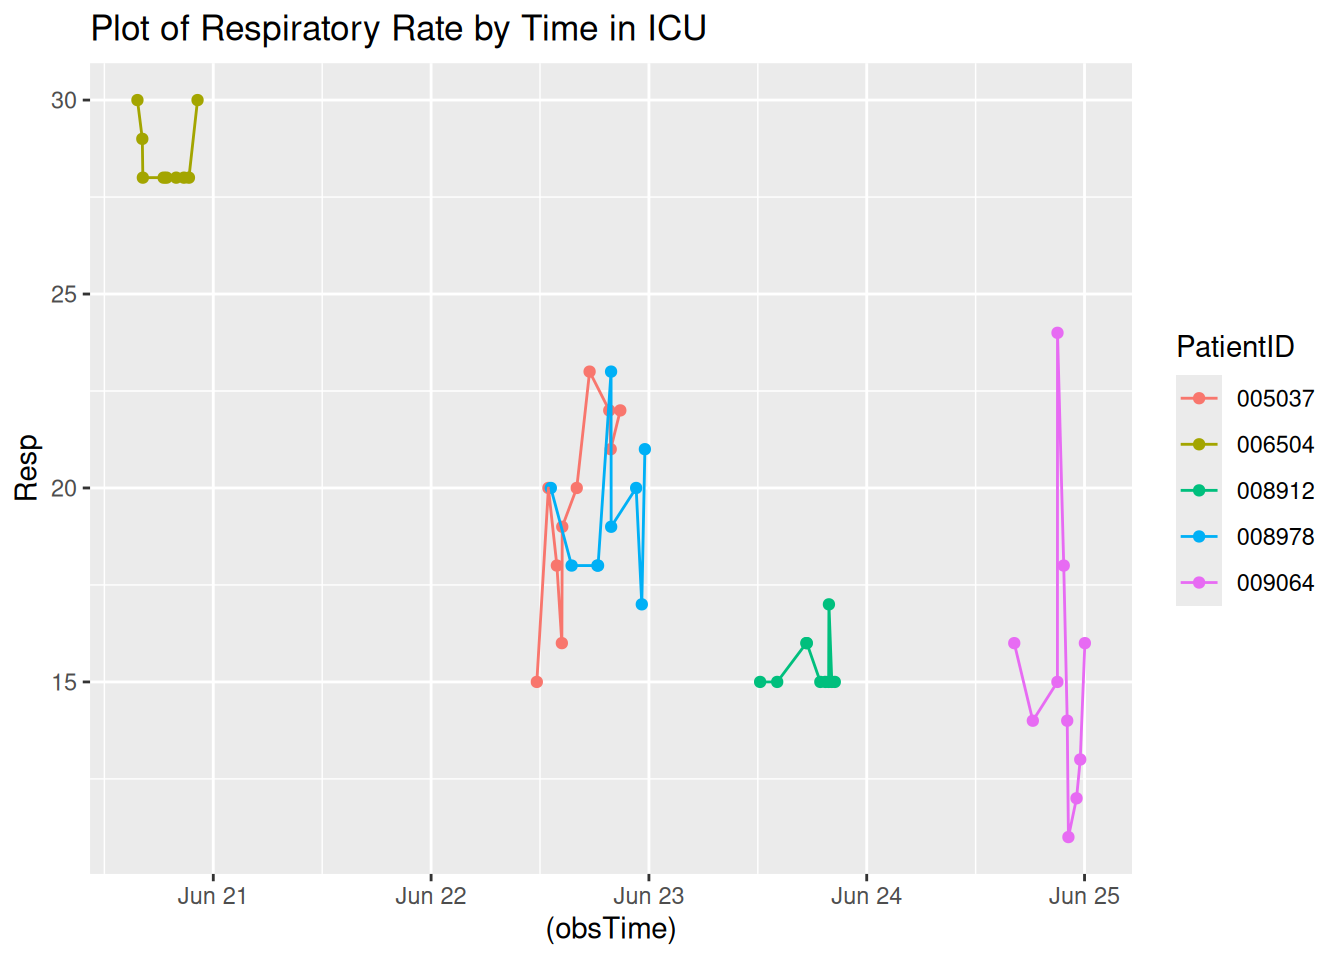 Plot of Respiratory Rate by Time in ICU
30
25
20
15
Resp
Jun 21
Jun 22
Jun 23
Jun 24
Jun 25
(obsTime)
PatientID
005037
006504
008912
008978
009064